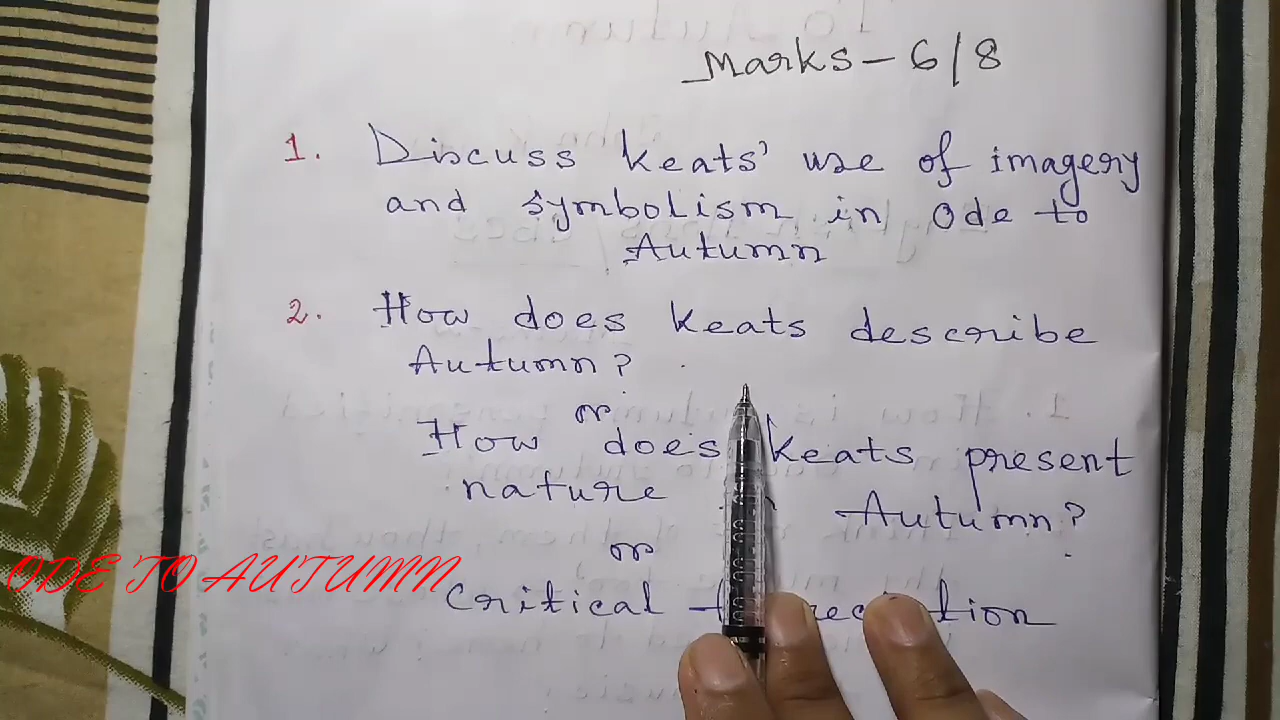 Marks - 6/8
1. Discuss Keats' use of imagery
and symbolism in Ode to
Autumn
2. How does Keats describe
Autumn?
or
How does Keats present
nature Autumn?
or
ODE TO AUTUMN
Critical